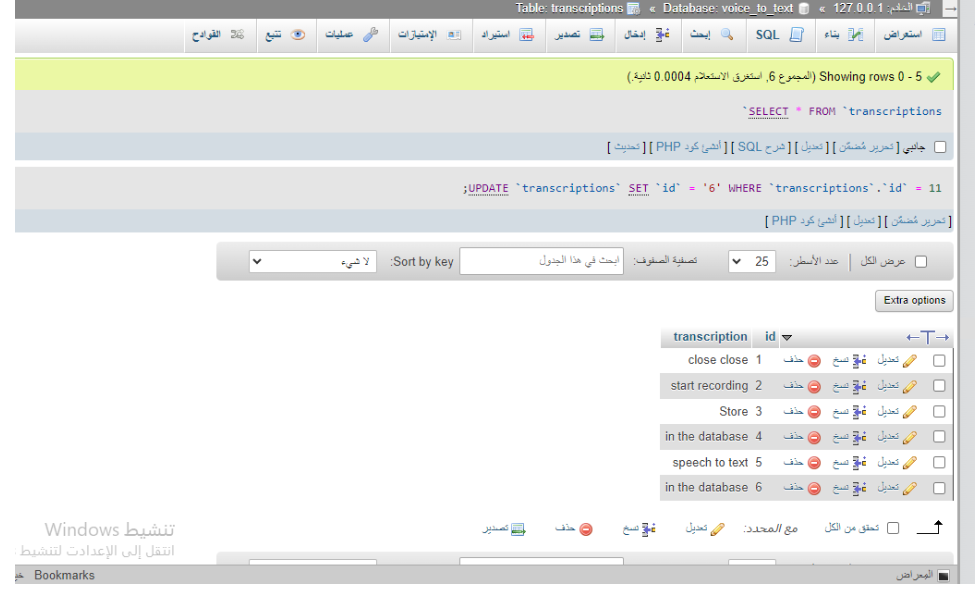 الخادم: 127.0.0.1 » Database: voice_to_text » Table: transcriptions
استعراض بناء SQL إبحث إدخال تصدير استيراد الإمتيازات عمليات تتبع القوادح
Showing rows 0 - 5 (المجموع 6, استغرق الاستعلام 0.0004 ثانية.)
SELECT * FROM `transcriptions`
جانبي [ تحرير مُضمَّن ] [ تعديل ] [ شرح SQL ] [ أنشئ كود PHP ] [ تحديث ]
UPDATE `transcriptions` SET `id` = '6' WHERE `transcriptions`.`id` = 11;
[ تحرير مُضمَّن ] [ تعديل ] [ أنشئ كود PHP ]
عرض الكل عدد الأسطر: 25 تصفية الصفوف: ابحث في هذا الجدول Sort by key: لا شيء
Extra options
←T→ id transcription
تعديل نسخ حذف 1 close close
تعديل نسخ حذف 2 start recording
تعديل نسخ حذف 3 Store
تعديل نسخ حذف 4 in the database
تعديل نسخ حذف 5 speech to text
تعديل نسخ حذف 6 in the database
تحقق من الكل مع المحدد: تعديل نسخ حذف تصدير
تنشيط Windows
انتقل إلى الإعدادت لتنشيط
المِعراض Bookmarks